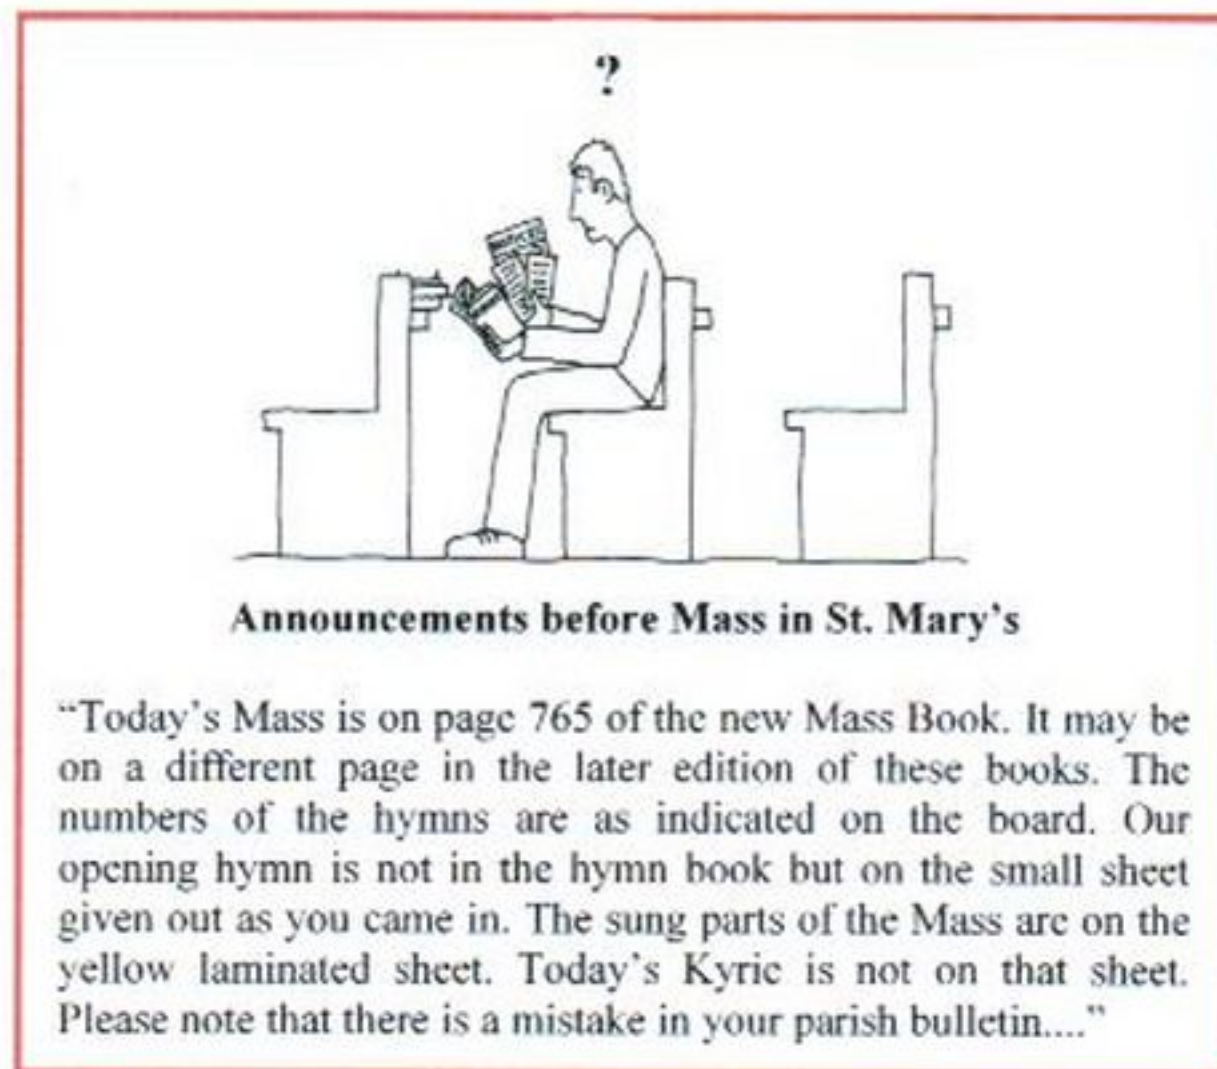 ?
Announcements before Mass in St. Mary's
“Today's Mass is on page 765 of the new Mass Book. It may be
on a different page in the later edition of these books. The
numbers of the hymns are as indicated on the board. Our
opening hymn is not in the hymn book but on the small sheet
given out as you came in. The sung parts of the Mass are on the
yellow laminated sheet. Today's Kyrie is not on that sheet.
Please note that there is a mistake in your parish bulletin....”